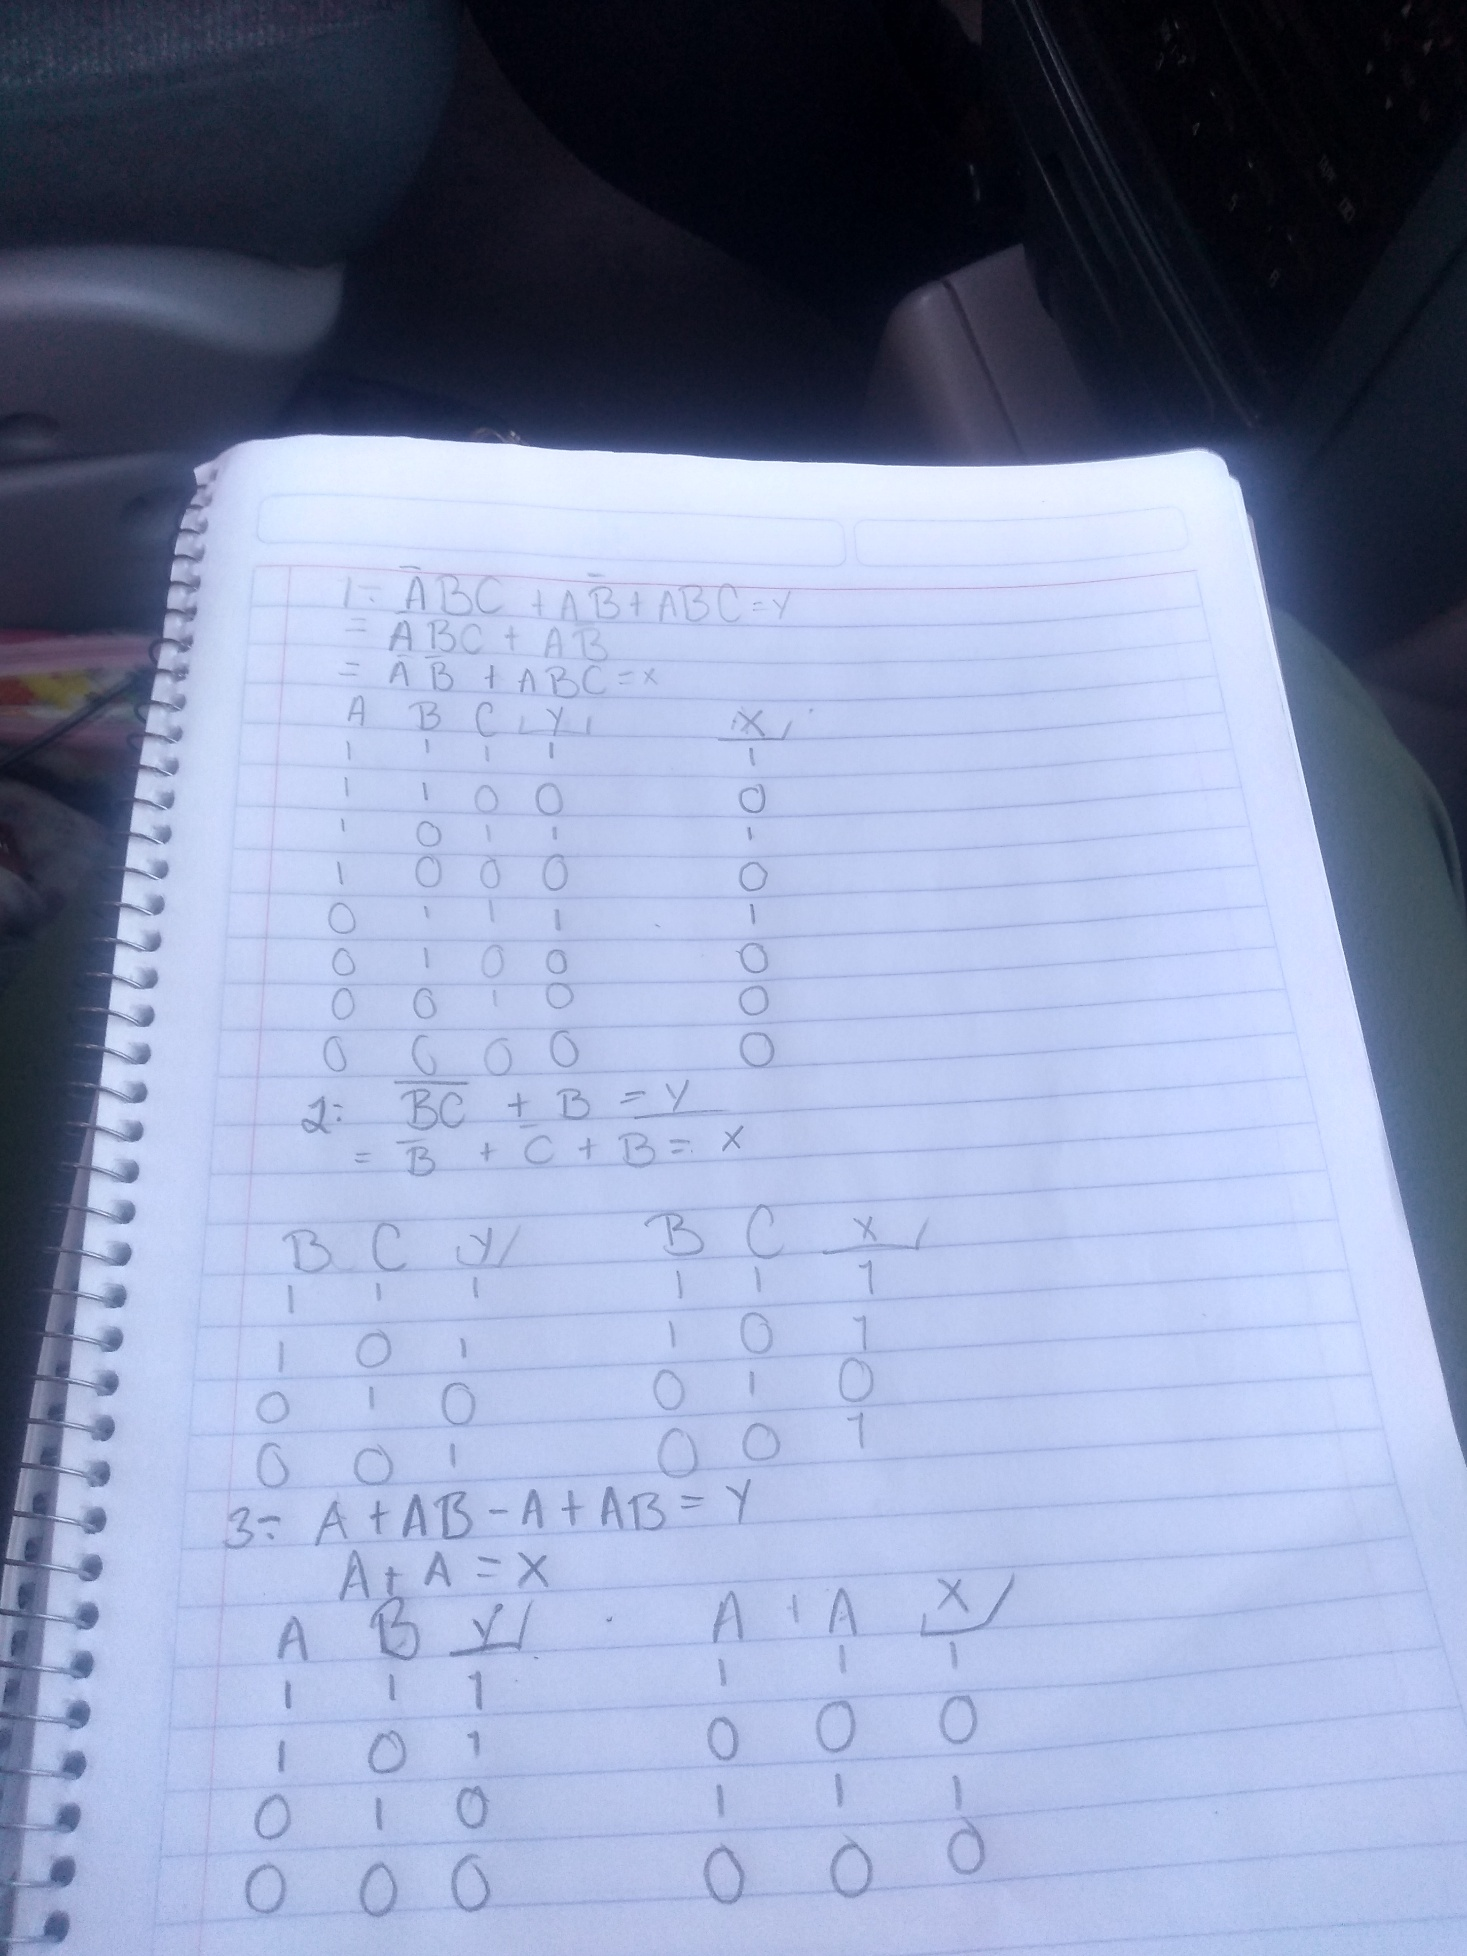 1- A̅BC + AB̅ + ABC = Y
= A̅BC + AB̅
= A̅B̅ + ABC = x
A B C Y X
1 1 1 1 1
1 1 0 0 0
1 0 1 1 1
1 0 0 0 0
0 1 1 1 1
0 1 0 0 0
0 0 1 0 0
0 0 0 0 0
2- B̅C̅ + B = Y
= B̅ + C̅ + B = X
B C Y B C X
1 1 1 1 1 1
1 0 1 1 0 1
0 1 0 0 1 0
0 0 1 0 0 1
3- A + AB - A + AB = Y
A + A = X
A B Y A + A X
1 1 1 1 1 1
1 0 1 0 0 0
0 1 0 1 1 1
0 0 0 0 0 0